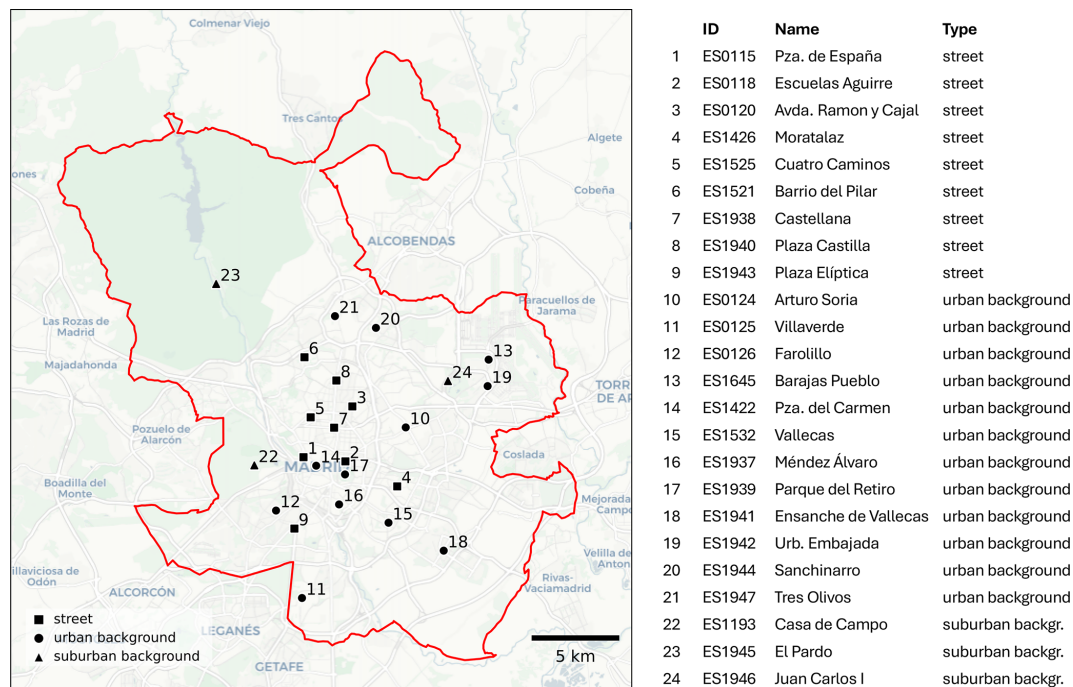 Colmenar Viejo
Tres Cantos
Algete
ones
Cobeña
ALCOBENDAS
23
Paracuellos de
Jarama
21
20
Las Rozas de
Madrid
6
13
Majadahonda
8
24
19
TORR
DE AR
3
5
7
10
Pozuelo de
Alarcón
1
2
22
14
MADRID
17
Coslada
4
Boadilla del
Monte
16
Mejorada
Campo
12
15
9
18
Velilla de
Anton
illaviciosa de
Odón
Rivas-
Vaciamadrid
ALCORCÓN
11
street
urban background
suburban background
LEGANÉS
GETAFE
5 km
ID Name Type
1 ES0115 Pza. de España street
2 ES0118 Escuelas Aguirre street
3 ES0120 Avda. Ramon y Cajal street
4 ES1426 Moratalaz street
5 ES1525 Cuatro Caminos street
6 ES1521 Barrio del Pilar street
7 ES1938 Castellana street
8 ES1940 Plaza Castilla street
9 ES1943 Plaza Elíptica street
10 ES0124 Arturo Soria urban background
11 ES0125 Villaverde urban background
12 ES0126 Farolillo urban background
13 ES1645 Barajas Pueblo urban background
14 ES1422 Pza. del Carmen urban background
15 ES1532 Vallecas urban background
16 ES1937 Méndez Álvaro urban background
17 ES1939 Parque del Retiro urban background
18 ES1941 Ensanche de Vallecas urban background
19 ES1942 Urb. Embajada urban background
20 ES1944 Sanchinarro urban background
21 ES1947 Tres Olivos urban background
22 ES1193 Casa de Campo suburban backgr.
23 ES1945 El Pardo suburban backgr.
24 ES1946 Juan Carlos I suburban backgr.